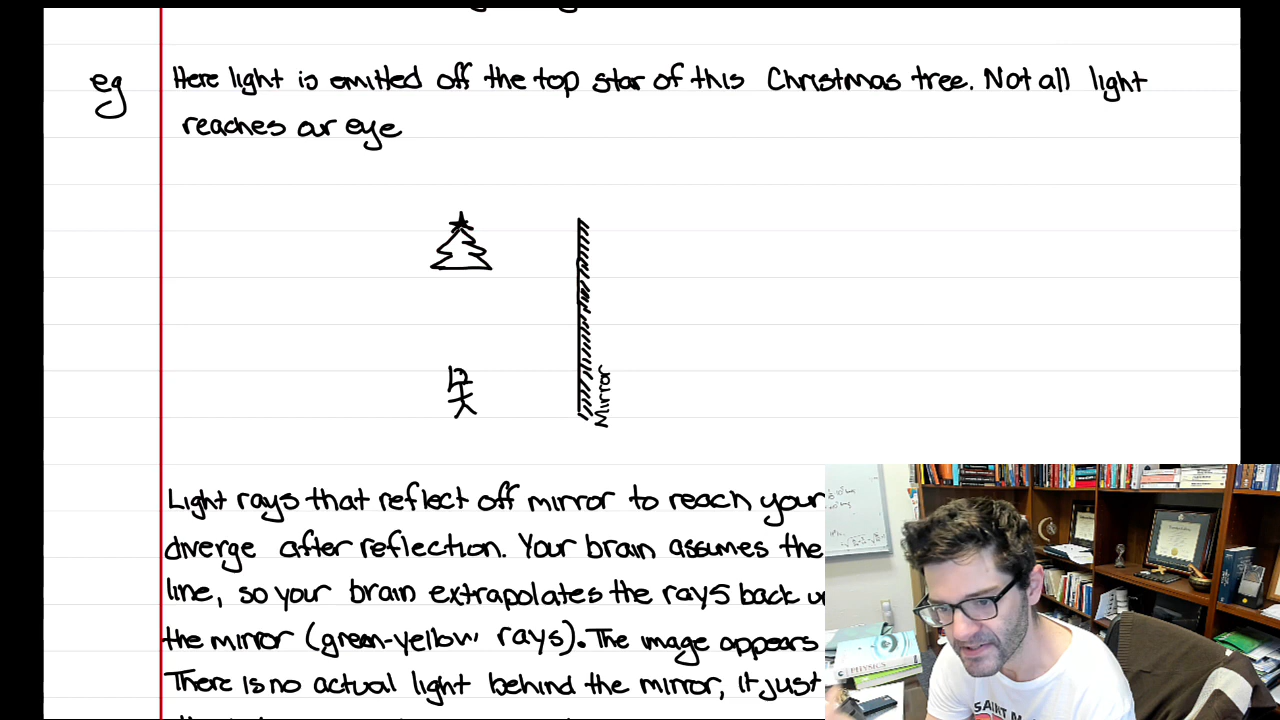 eg
Here light is emitted off the top star of this Christmas tree. Not all light
reaches our eye
Mirror
Light rays that reflect off mirror to reach your
diverge after reflection. Your brain assumes the
line, so your brain extrapolates the rays back
the mirror (green-yellow rays). The image appears
There is no actual light behind the mirror, it just
PHYSICS
SAINT